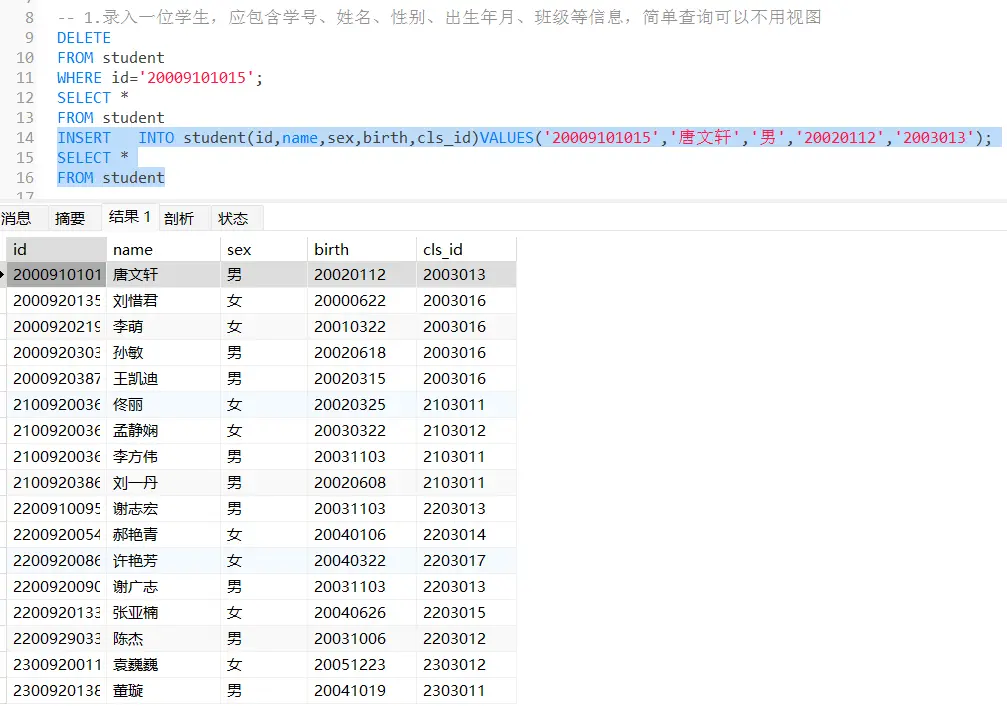 8 -- 1.录入一位学生，应包含学号、姓名、性别、出生年月、班级等信息，简单查询可以不用视图
9 DELETE
10 FROM student
11 WHERE id='20009101015';
12 SELECT *
13 FROM student
14 INSERT INTO student(id,name,sex,birth,cls_id)VALUES('20009101015','唐文轩','男','20020112','2003013');
15 SELECT *
16 FROM student
17
消息 摘要 结果 1 剖析 状态
id name sex birth cls_id
2000910101 唐文轩 男 20020112 2003013
2000920135 刘惜君 女 20000622 2003016
2000920219 李萌 女 20010322 2003016
2000920303 孙敏 男 20020618 2003016
2000920387 王凯迪 男 20020315 2003016
2100920036 佟丽 女 20020325 2103011
2100920036 孟静娴 女 20030322 2103012
2100920036 李方伟 男 20031103 2103011
2100920386 刘一丹 男 20020608 2103011
2200910095 谢志宏 男 20031103 2203013
2200920054 郝艳青 女 20040106 2203014
2200920086 许艳芳 女 20040322 2203017
2200920090 谢广志 男 20031103 2203013
2200920133 张亚楠 女 20040626 2203015
2200929033 陈杰 男 20031006 2203012
2300920011 袁巍巍 女 20051223 2303012
2300920138 董璇 男 20041019 2303011